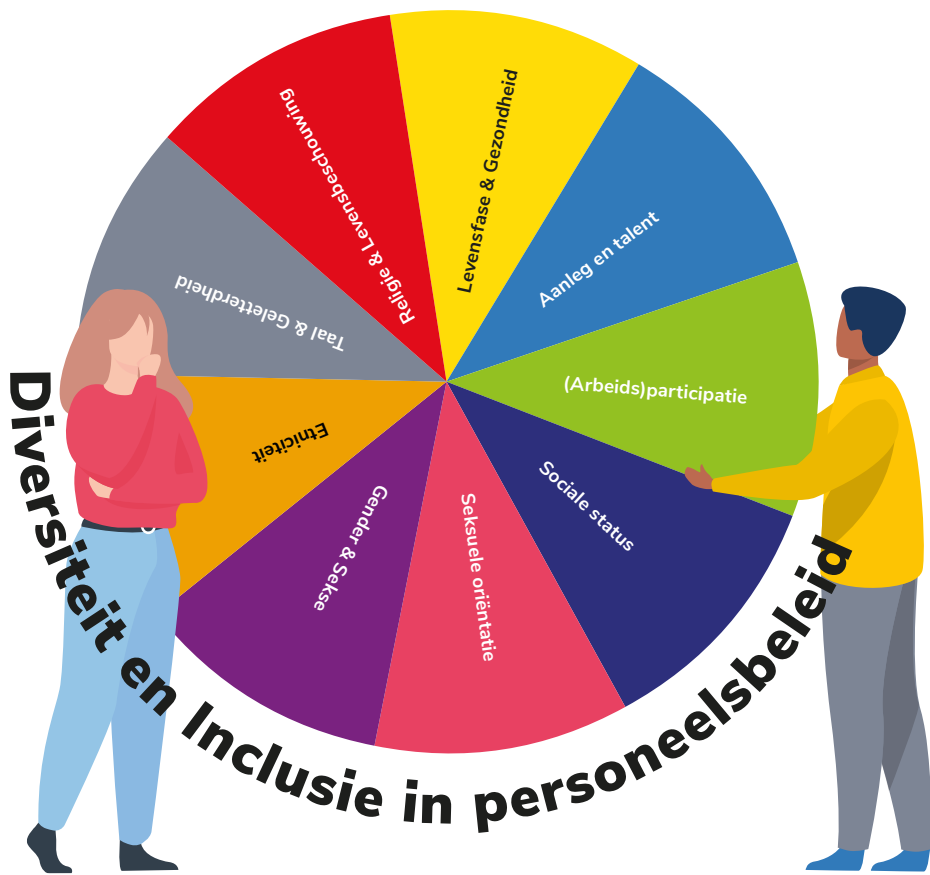 Levensfase & Gezondheid
Aanleg en talent
(Arbeids)participatie
Sociale status
Seksuele oriëntatie
Gender & Sekse
Etniciteit
Taal & Geletterdheid
Religie & Levensbeschouwing
Diversiteit en Inclusie in personeelsbeleid